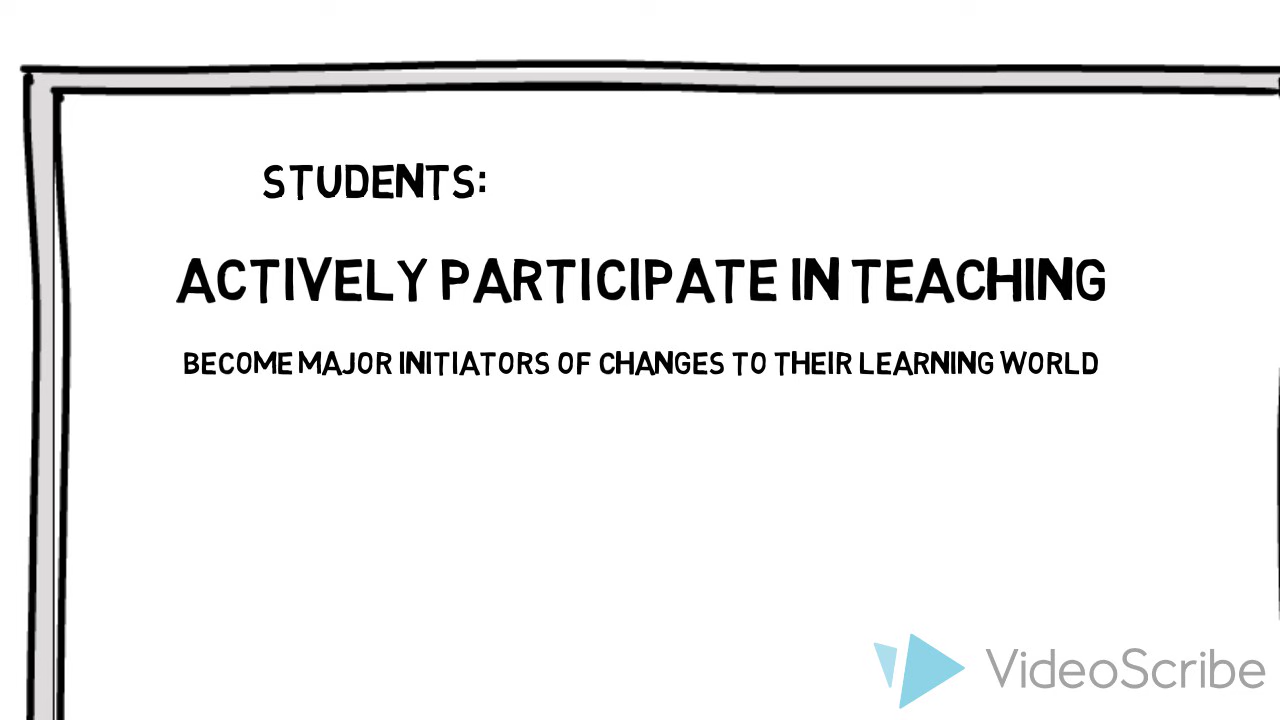 STUDENTS:
ACTIVELY PARTICIPATE IN TEACHING
BECOME MAJOR INITIATORS OF CHANGES TO THEIR LEARNING WORLD
VideoScribe